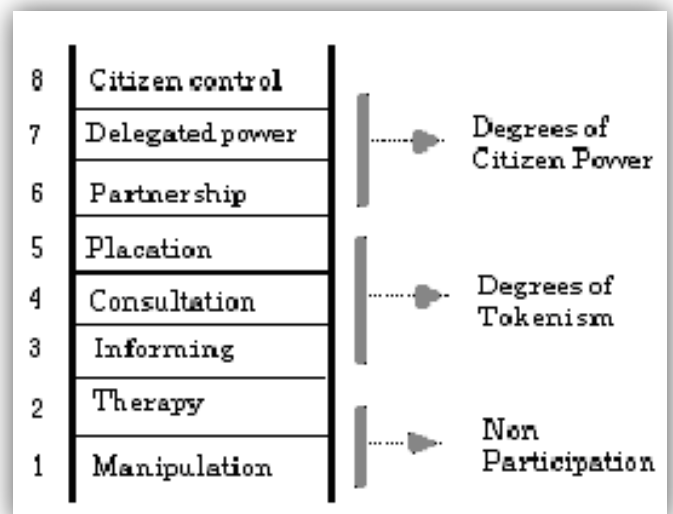 8 Citizen control
7 Delegated power
6 Partnership
5 Placation
4 Consultation
3 Informing
2 Therapy
1 Manipulation
Degrees of
Citizen Power
Degrees of
Tokenism
Non
Participation